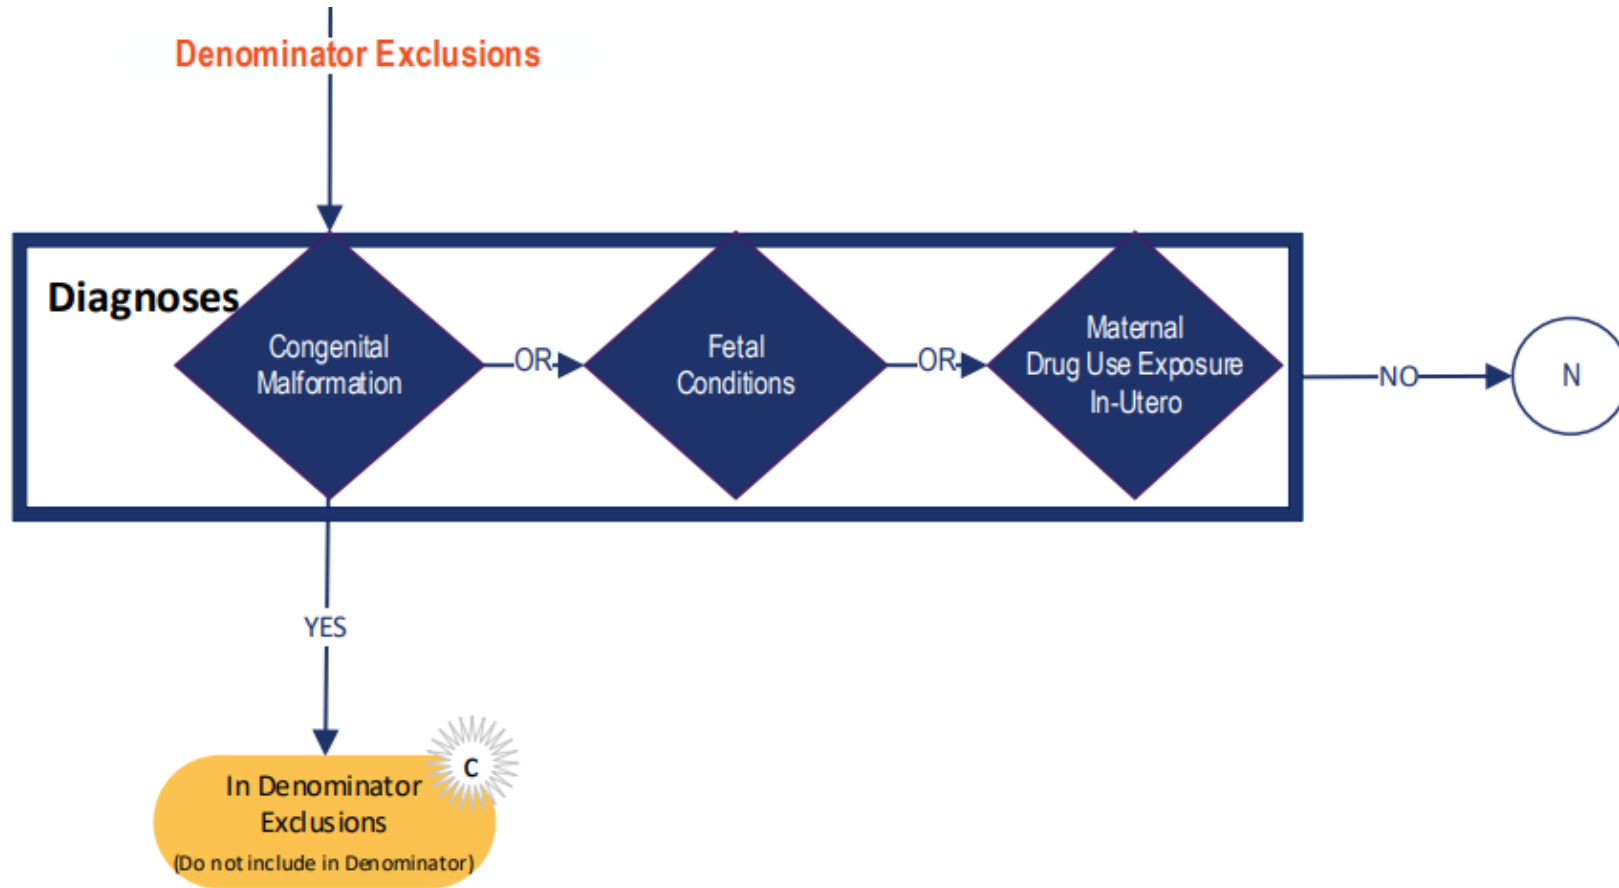 Denominator Exclusions
Diagnoses
Congenital
Malformation
OR
Fetal
Conditions
OR
Maternal
Drug Use Exposure
In-Utero
NO
N
YES
C
In Denominator
Exclusions
(Do not include in Denominator)